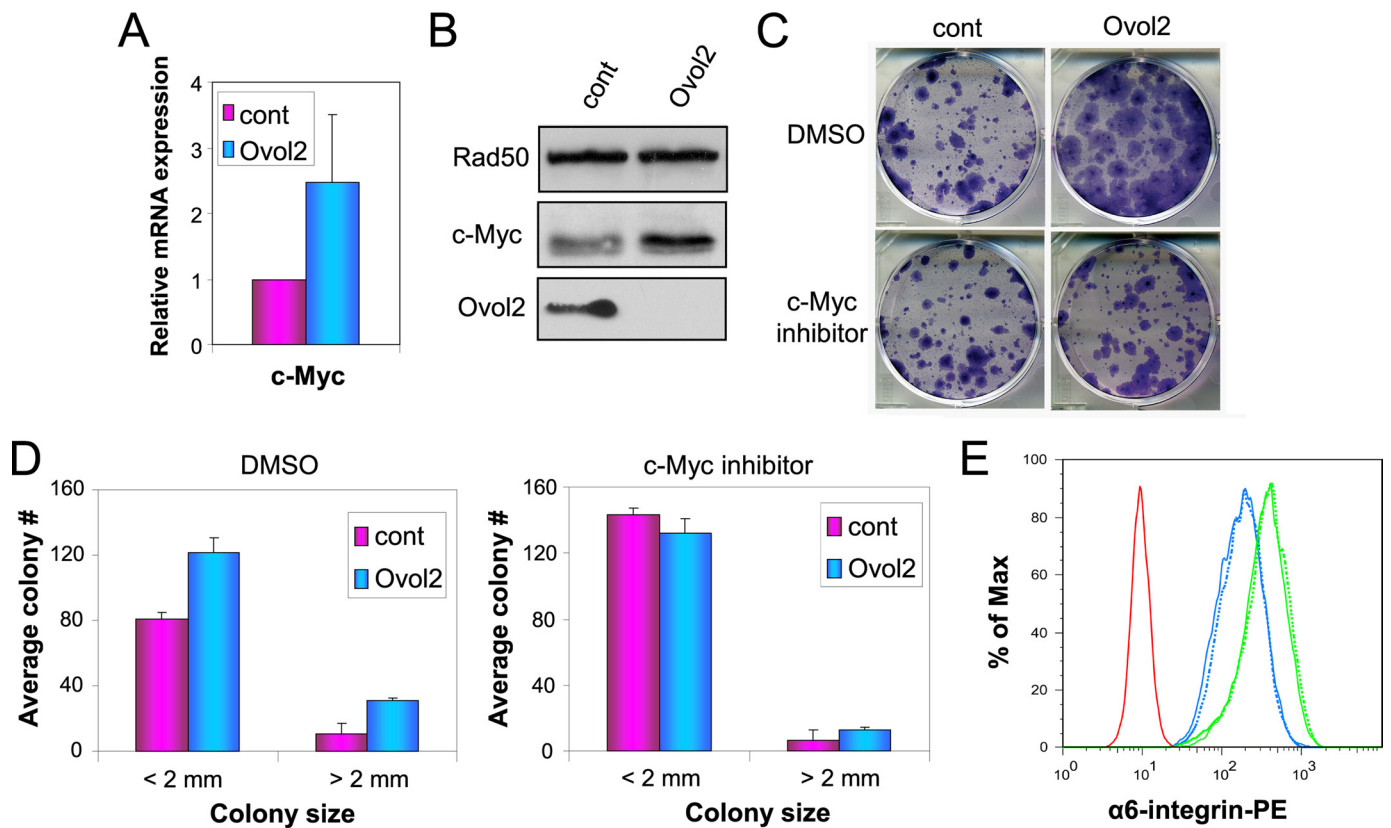 A
4
3
2
1
0
Relative mRNA expression
cont
Ovol2
c-Myc
B
cont
Ovol2
Rad50
c-Myc
Ovol2
C
cont
Ovol2
DMSO
c-Myc
inhibitor
D
DMSO
160
120
80
40
0
Average colony #
cont
Ovol2
< 2 mm
> 2 mm
Colony size
c-Myc inhibitor
160
120
80
40
0
Average colony #
cont
Ovol2
< 2 mm
> 2 mm
Colony size
E
100
80
60
40
20
0
% of Max
10⁰
10¹
10²
10³
α6-integrin-PE